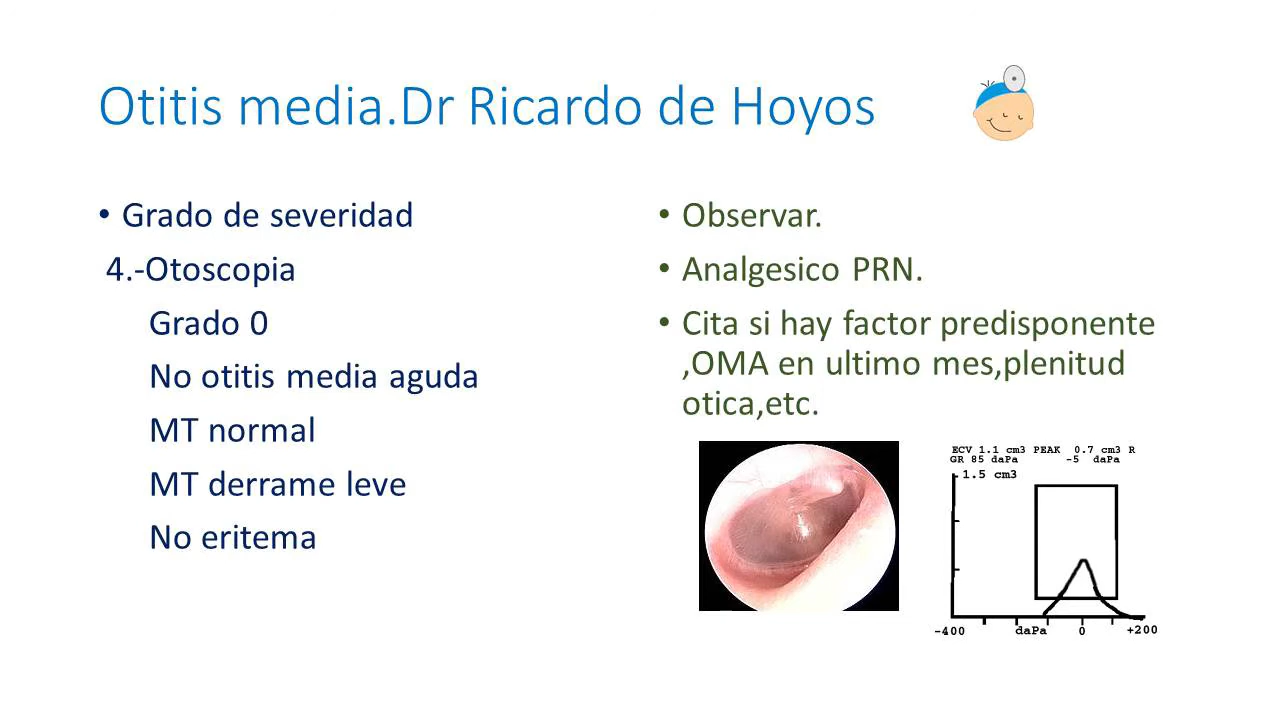 Otitis media.Dr Ricardo de Hoyos
• Grado de severidad
4.-Otoscopia
Grado 0
No otitis media aguda
MT normal
MT derrame leve
No eritema
• Observar.
• Analgesico PRN.
• Cita si hay factor predisponente
,OMA en ultimo mes,plenitud
otica,etc.
ECV 1.1 cm3 PEAK 0.7 cm3 R
GR 85 daPa -5 daPa
1.5 cm3
-400 daPa 0 +200